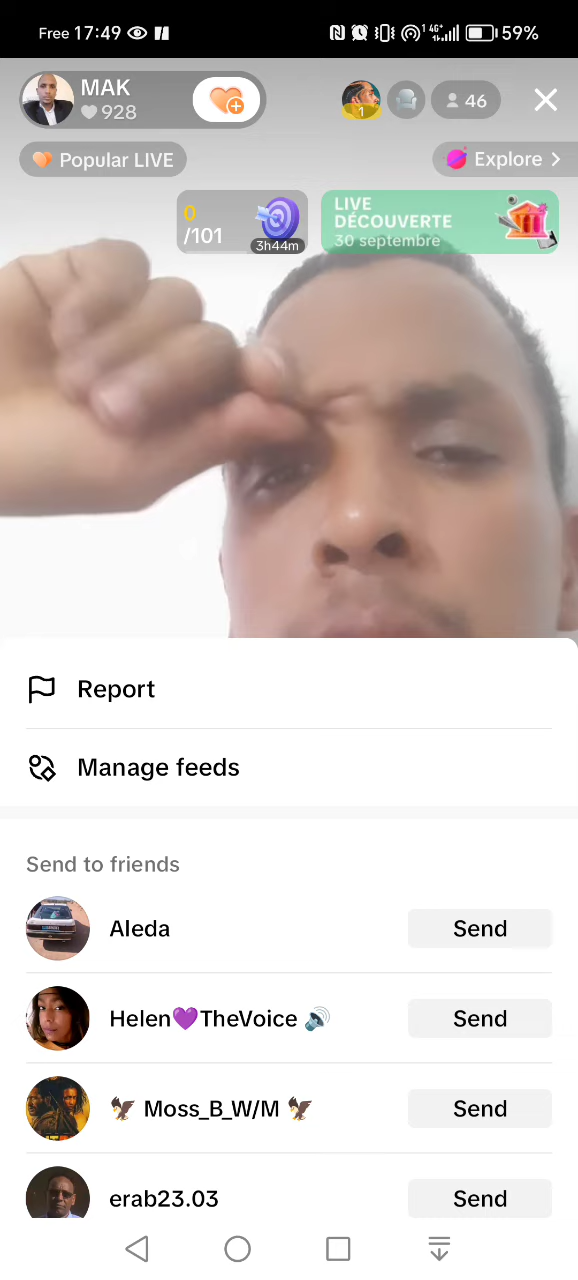 Free 17:49
4G+
59%
MAK
928
1
46
Popular LIVE
Explore
0
/101
3h44m
LIVE
DÉCOUVERTE
30 septembre
Report
Manage feeds
Send to friends
Aleda
Send
Helen💜TheVoice 🔊
Send
🦅 Moss_B_W/M 🦅
Send
erab23.03
Send